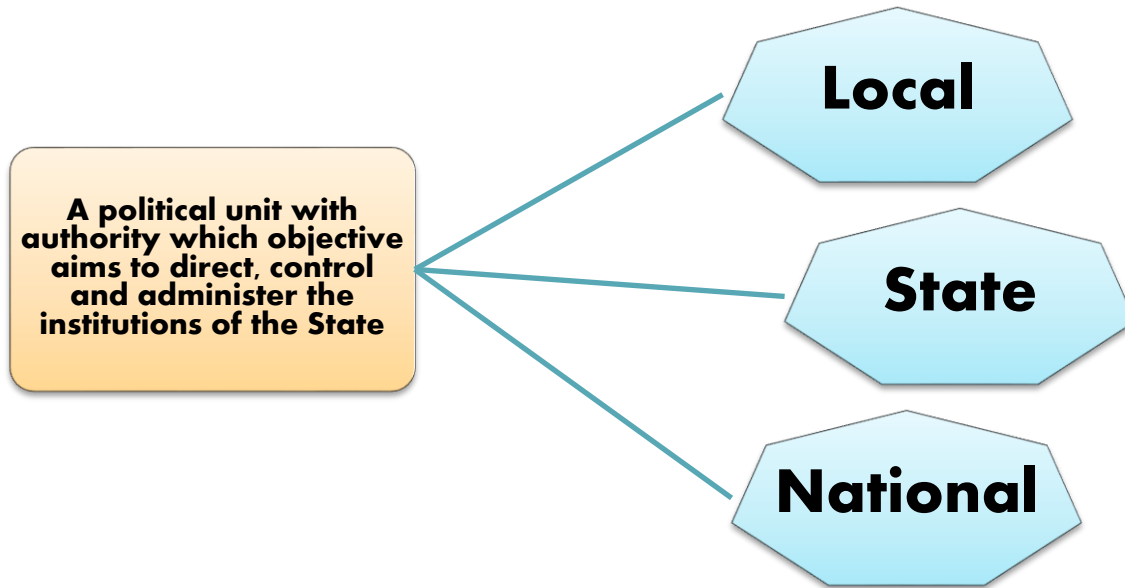 A political unit with
authority which objective
aims to direct, control
and administer the
institutions of the State
Local
State
National